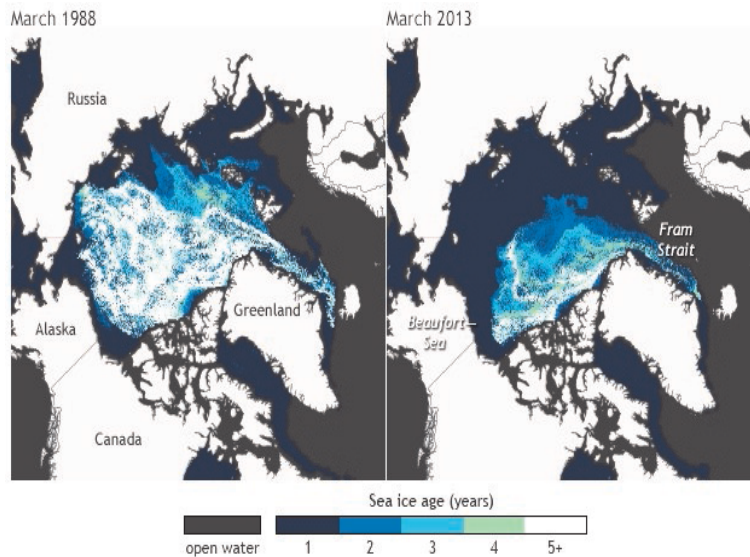 March 1988
March 2013
Russia
Fram
Strait
Greenland
Alaska
Beaufort
Sea
Canada
Sea ice age (years)
open water 1 2 3 4 5+